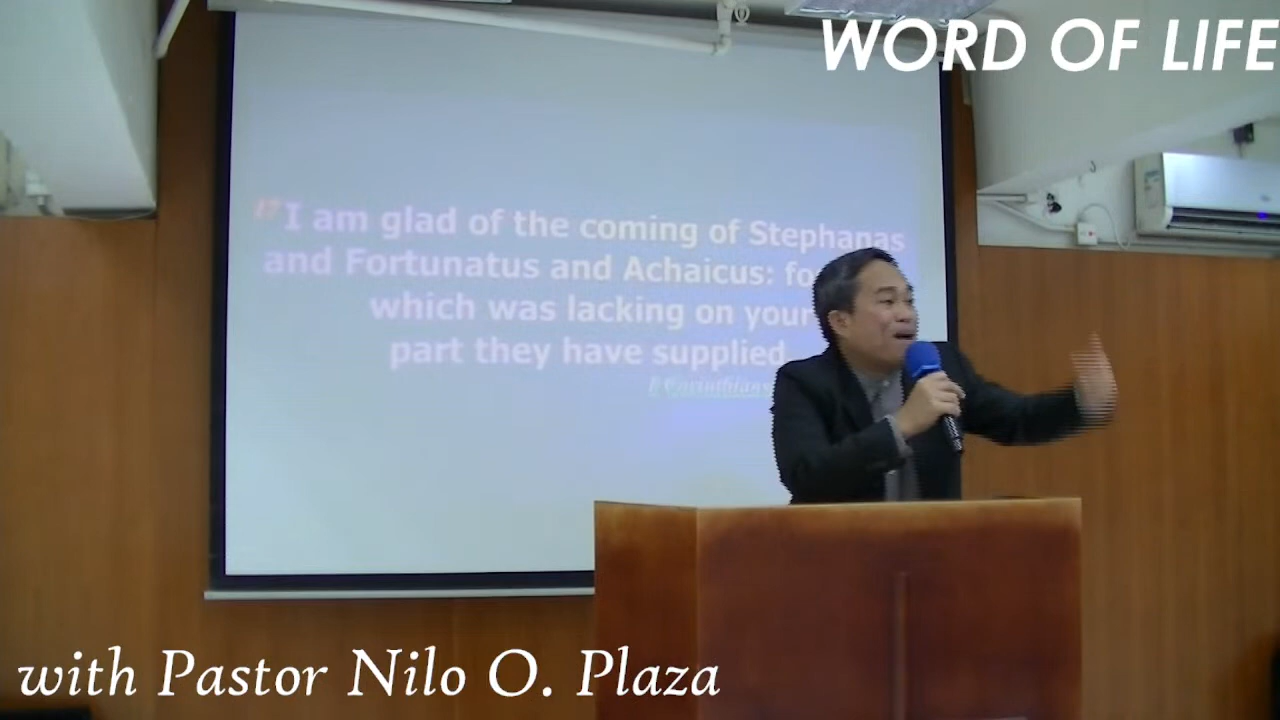 WORD OF LIFE
"I am glad of the coming of Stephanas
and Fortunatus and Achaicus: fo
which was lacking on your
part they have supplied
I Corinthians
with Pastor Nilo O. Plaza